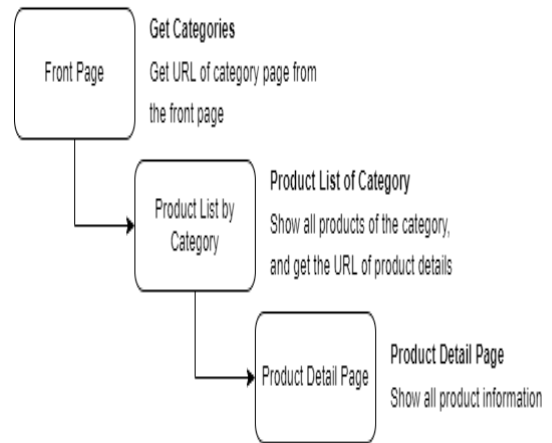 Get Categories
Front Page
Get URL of category page from
the front page
Product List of Category
Product List by
Category
Show all products of the category,
and get the URL of product details
Product Detail Page
Product Detail Page
Show all product information